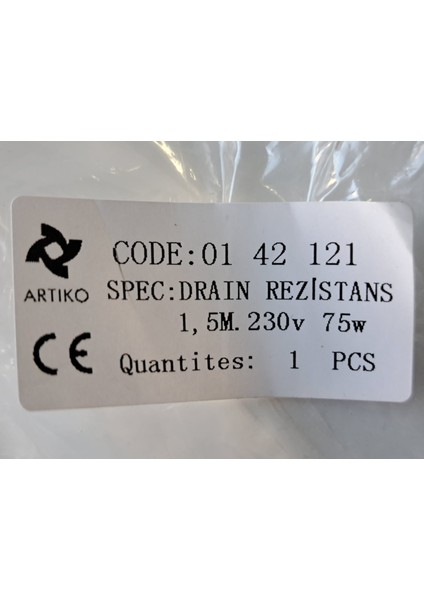 CODE:01 42 121
ARTIKO
SPEC:DRAIN REZİSTANS
1,5M.230v 75w
CE
Quantites: 1 PCS